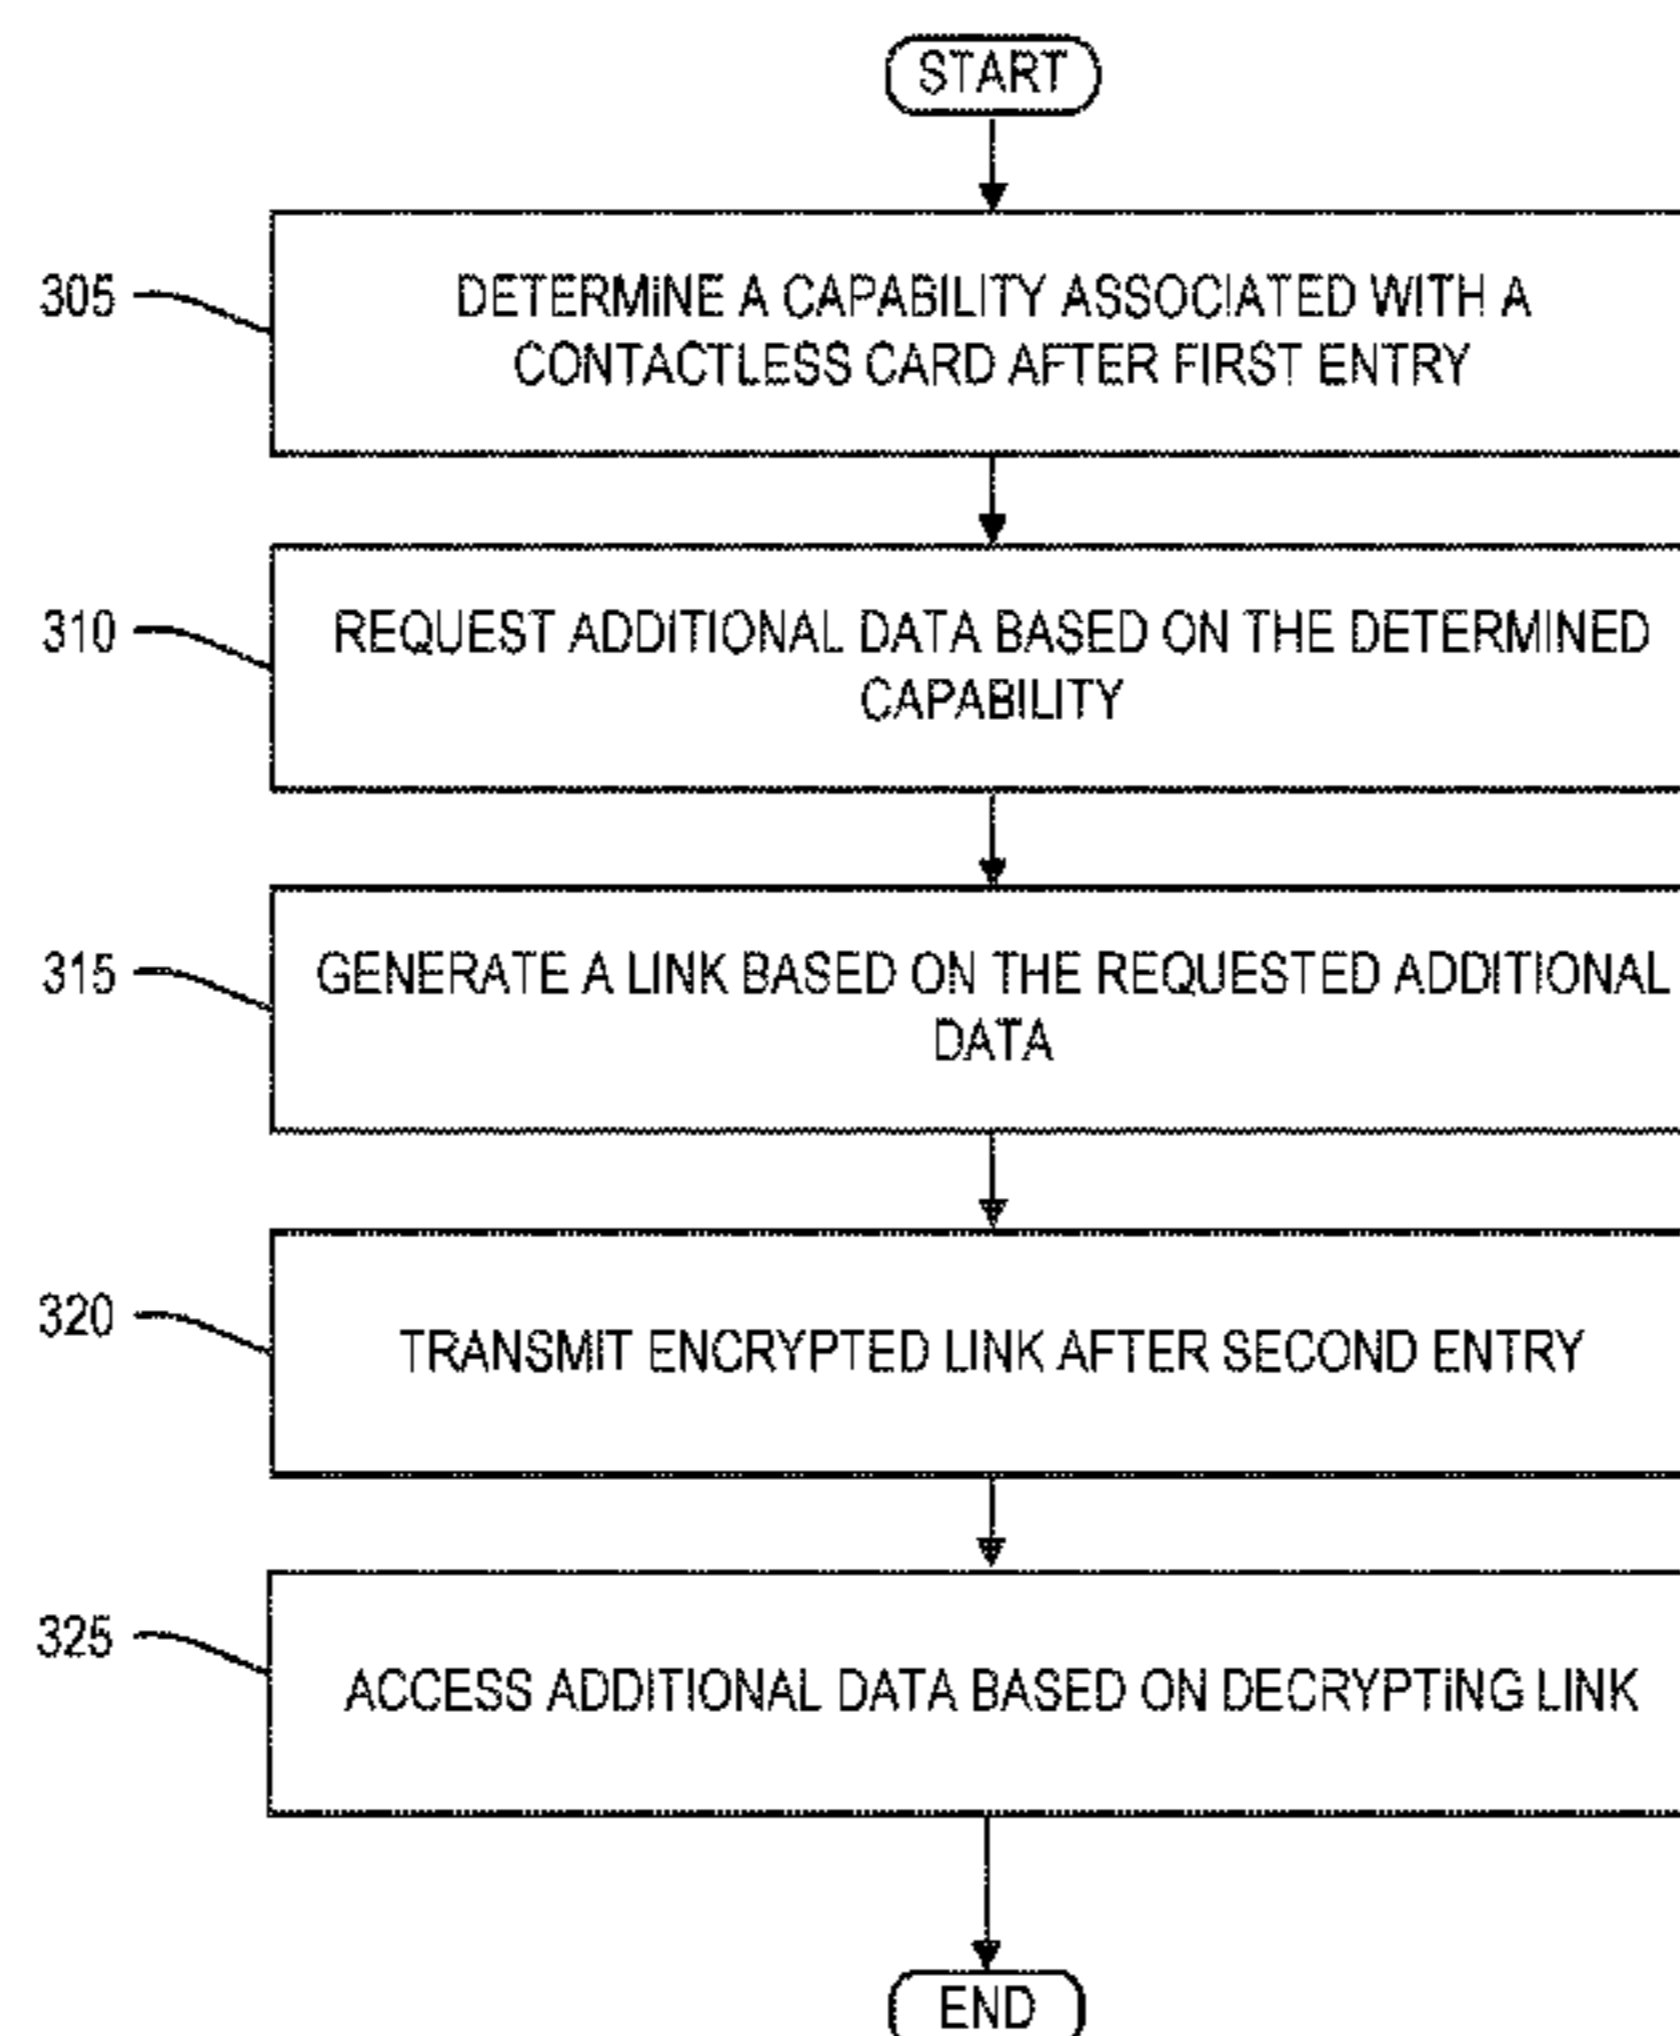 START
305
DETERMINE A CAPABILITY ASSOCIATED WITH A
CONTACTLESS CARD AFTER FIRST ENTRY
310
REQUEST ADDITIONAL DATA BASED ON THE DETERMINED
CAPABILITY
315
GENERATE A LINK BASED ON THE REQUESTED ADDITIONAL
DATA
320
TRANSMIT ENCRYPTED LINK AFTER SECOND ENTRY
325
ACCESS ADDITIONAL DATA BASED ON DECRYPTING LINK
END